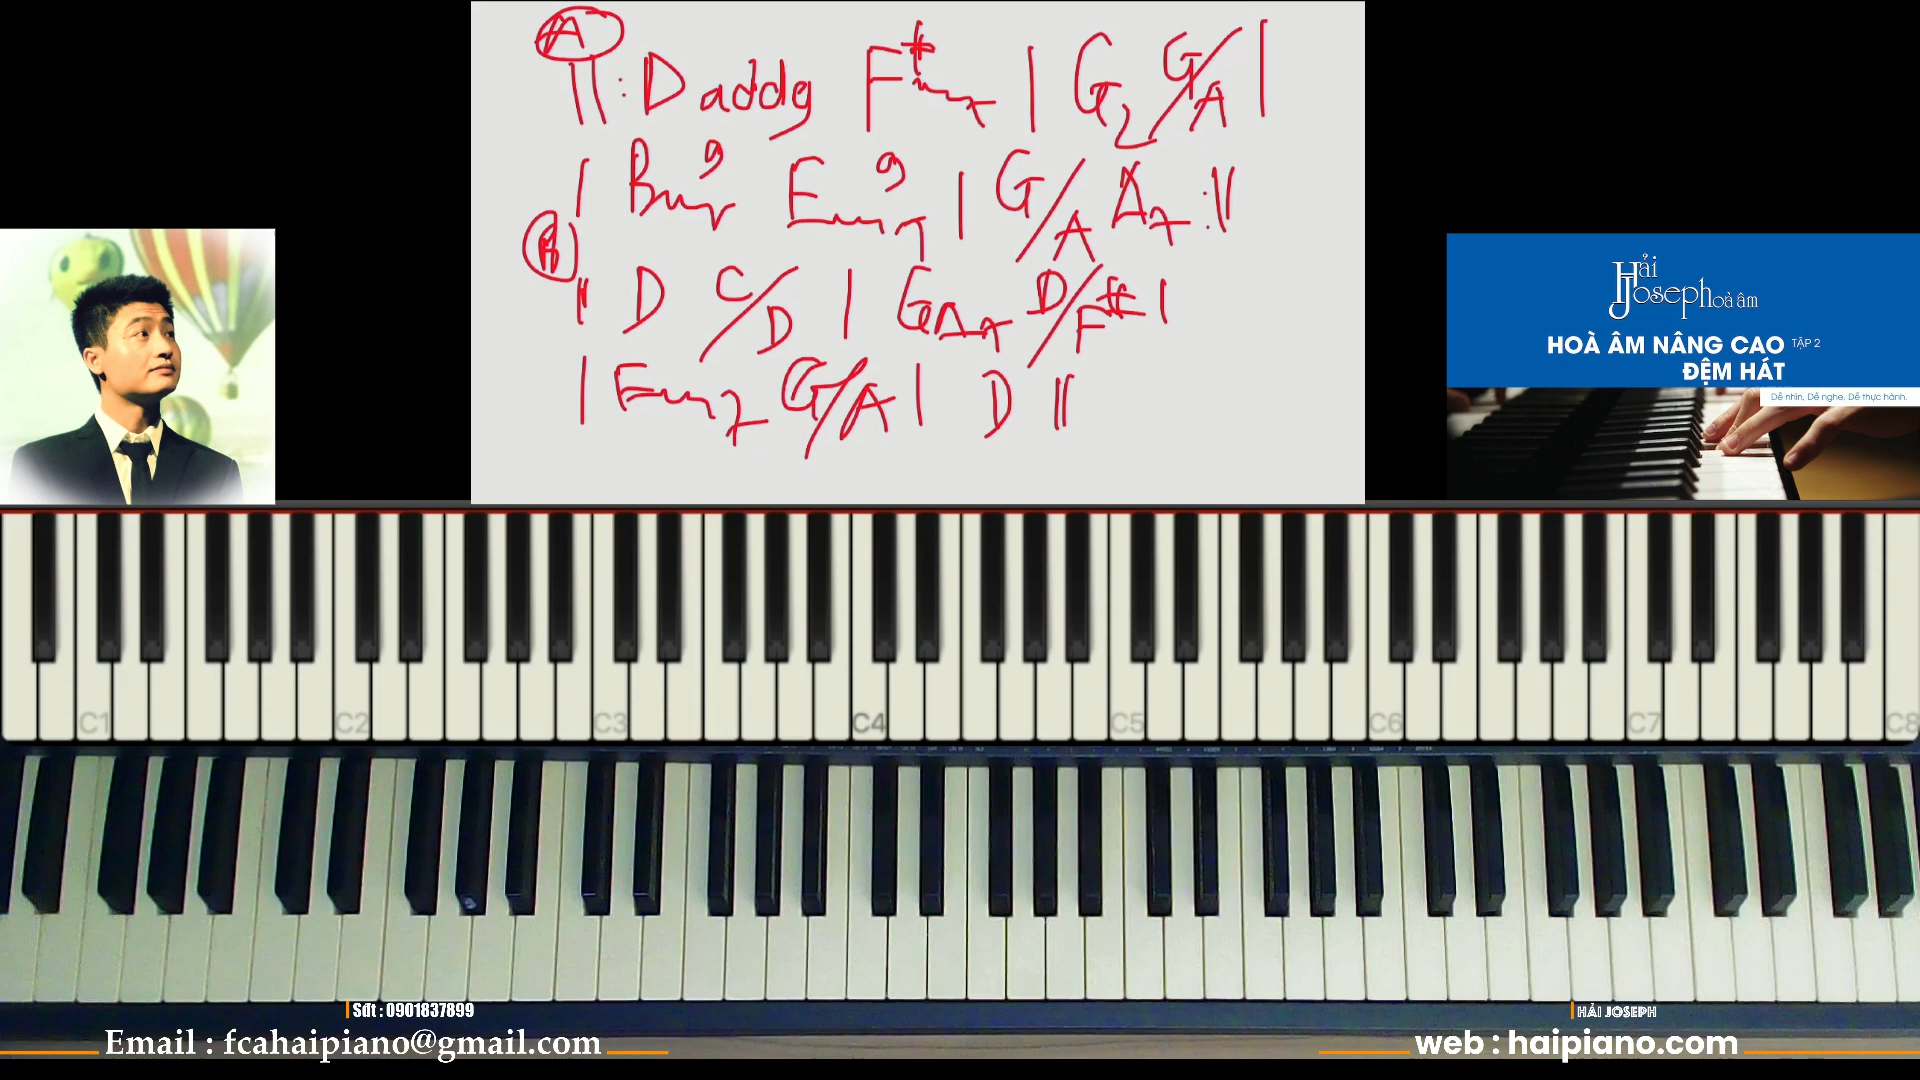 A
||: Dadd9 F#m7 | G2 G/A |
| Bm9 Em9 | G/A A7 :||
B
|| D C/D | GΔ7 D/F# |
| Em7 G/A | D ||
Hải
Joseph hoà âm
HOÀ ÂM NÂNG CAO TẬP 2
ĐỆM HÁT
Dễ nhìn, Dễ nghe, Dễ thực hành.
C1 C2 C3 C4 C5 C6 C7 C8
Sđt : 0901837899
Email : fcahaipiano@gmail.com
HẢI JOSEPH
web : haipiano.com